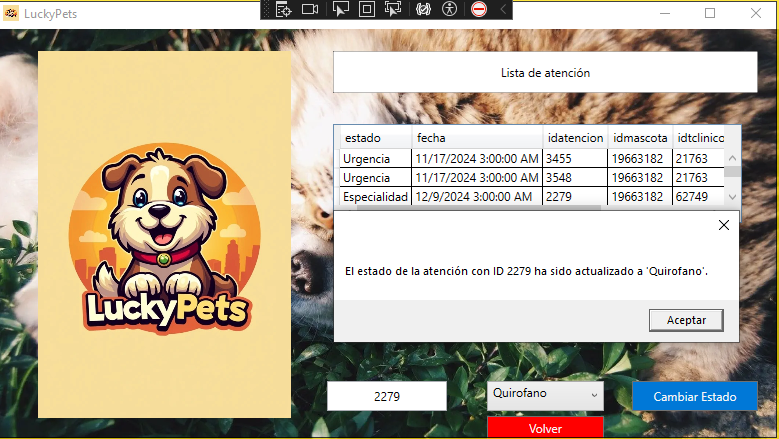 LuckyPets
Lista de atención
estado fecha idatencion idmascota idtclinico
Urgencia 11/17/2024 3:00:00 AM 3455 19663182 21763
Urgencia 11/17/2024 3:00:00 AM 3548 19663182 21763
Especialidad 12/9/2024 3:00:00 AM 2279 19663182 62749
El estado de la atención con ID 2279 ha sido actualizado a 'Quirofano'.
Aceptar
LuckyPets
2279 Quirofano Cambiar Estado
Volver